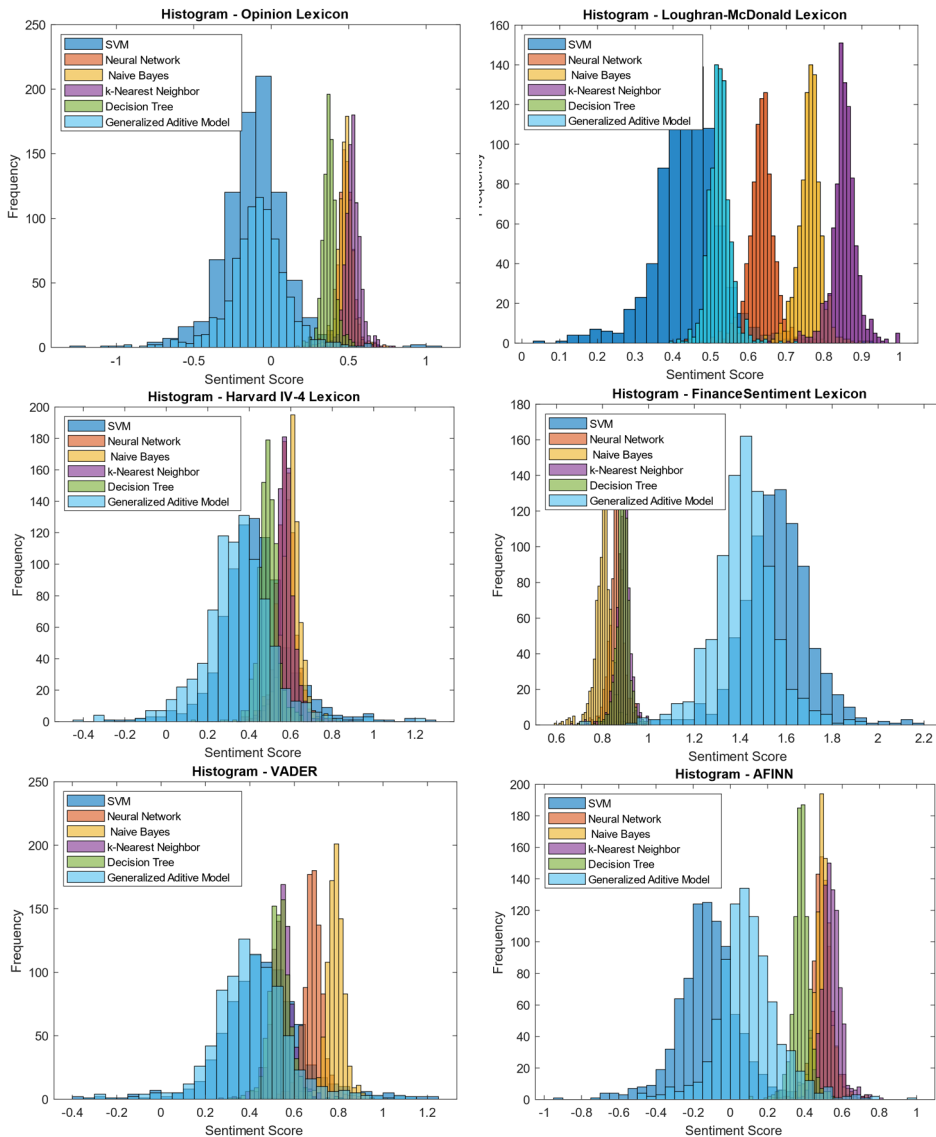 Histogram - Opinion Lexicon
250
200
150
100
50
0
Frequency
SVM
Neural Network
Naive Bayes
k-Nearest Neighbor
Decision Tree
Generalized Aditive Model
-1 -0.5 0 0.5 1
Sentiment Score
Histogram - Loughran-McDonald Lexicon
160
140
120
100
80
60
40
20
0
Frequency
SVM
Neural Network
Naive Bayes
k-Nearest Neighbor
Decision Tree
Generalized Aditive Model
0 0.1 0.2 0.3 0.4 0.5 0.6 0.7 0.8 0.9 1
Sentiment Score
Histogram - Harvard IV-4 Lexicon
200
180
160
140
120
100
80
60
40
20
0
Frequency
SVM
Neural Network
Naive Bayes
k-Nearest Neighbor
Decision Tree
Generalized Aditive Model
-0.4 -0.2 0 0.2 0.4 0.6 0.8 1 1.2
Sentiment Score
Histogram - FinanceSentiment Lexicon
180
160
140
120
100
80
60
40
20
0
Frequency
SVM
Neural Network
Naive Bayes
k-Nearest Neighbor
Decision Tree
Generalized Aditive Model
0.6 0.8 1 1.2 1.4 1.6 1.8 2 2.2
Sentiment Score
Histogram - VADER
250
200
150
100
50
0
Frequency
SVM
Neural Network
Naive Bayes
k-Nearest Neighbor
Decision Tree
Generalized Aditive Model
-0.4 -0.2 0 0.2 0.4 0.6 0.8 1 1.2
Sentiment Score
Histogram - AFINN
200
180
160
140
120
100
80
60
40
20
0
Frequency
SVM
Neural Network
Naive Bayes
k-Nearest Neighbor
Decision Tree
Generalized Aditive Model
-1 -0.8 -0.6 -0.4 -0.2 0 0.2 0.4 0.6 0.8 1
Sentiment Score